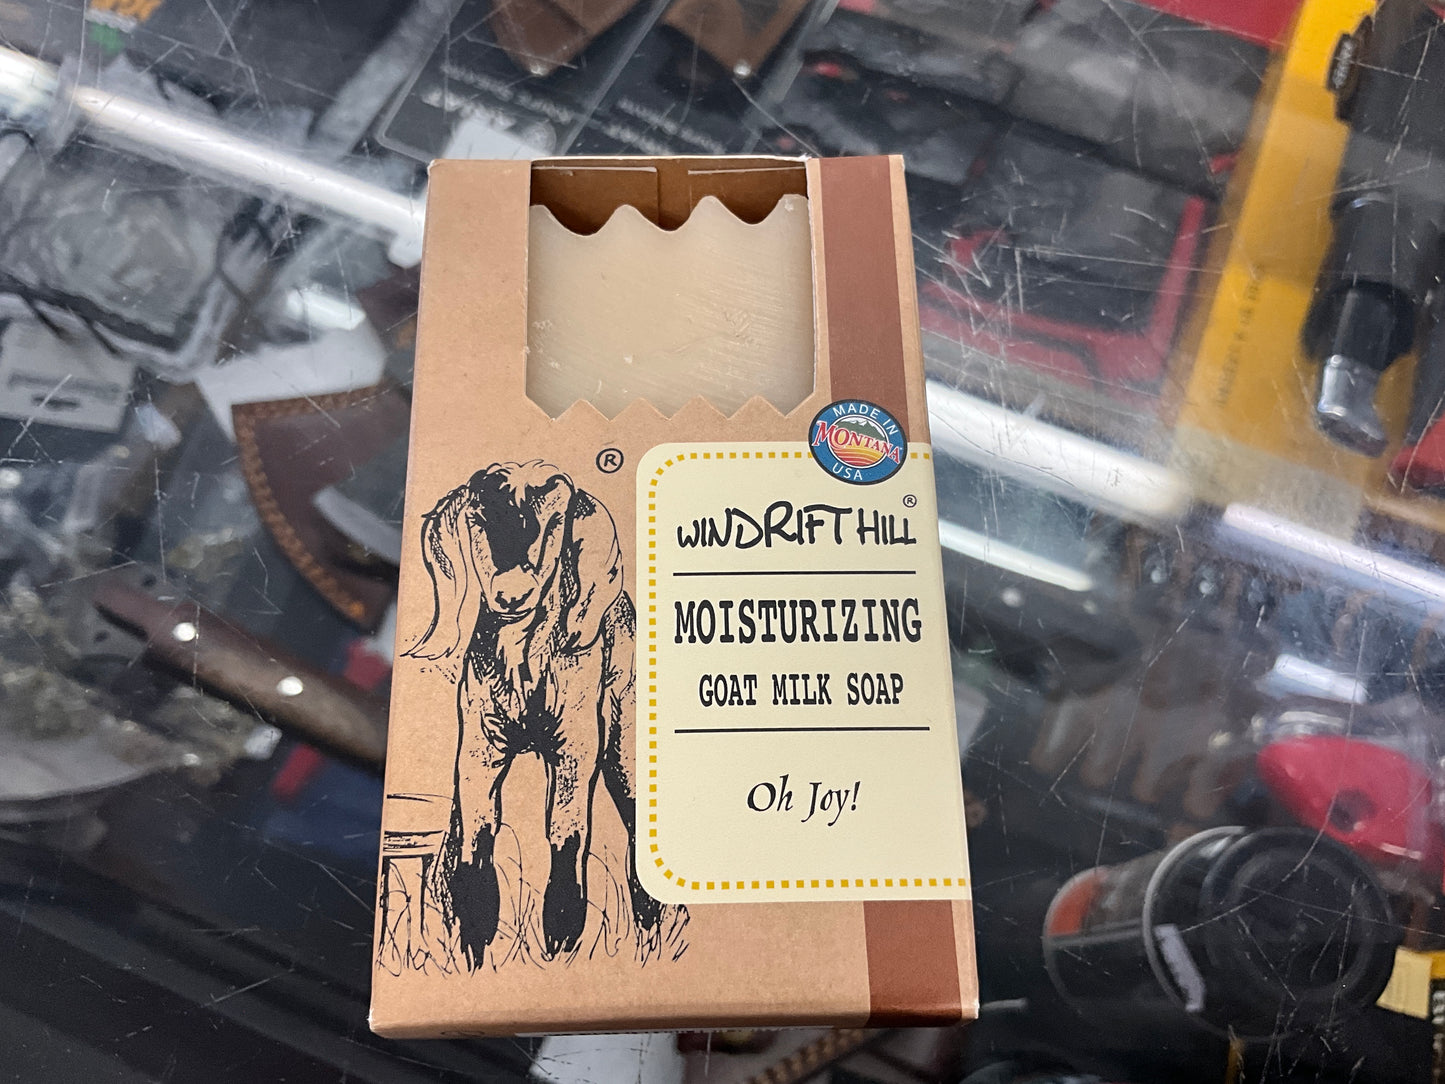 ®
MADE IN
MONTANA
USA
WINDRIFT HILL®
MOISTURIZING
GOAT MILK SOAP
Oh Joy!